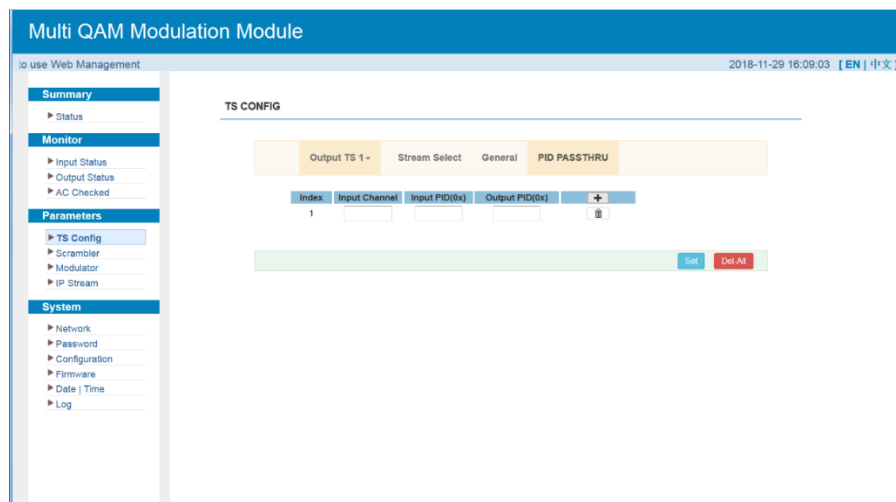 Multi QAM Modulation Module
to use Web Management
2018-11-29 16:09:03 [ EN | 中文 ]
Summary
Status
Monitor
Input Status
Output Status
AC Checked
Parameters
TS Config
Scrambler
Modulator
IP Stream
System
Network
Password
Configuration
Firmware
Date | Time
Log
TS CONFIG
Output TS 1 Stream Select General PID PASSTHRU
Index Input Channel Input PID(0x) Output PID(0x) +
1
Set Del-All